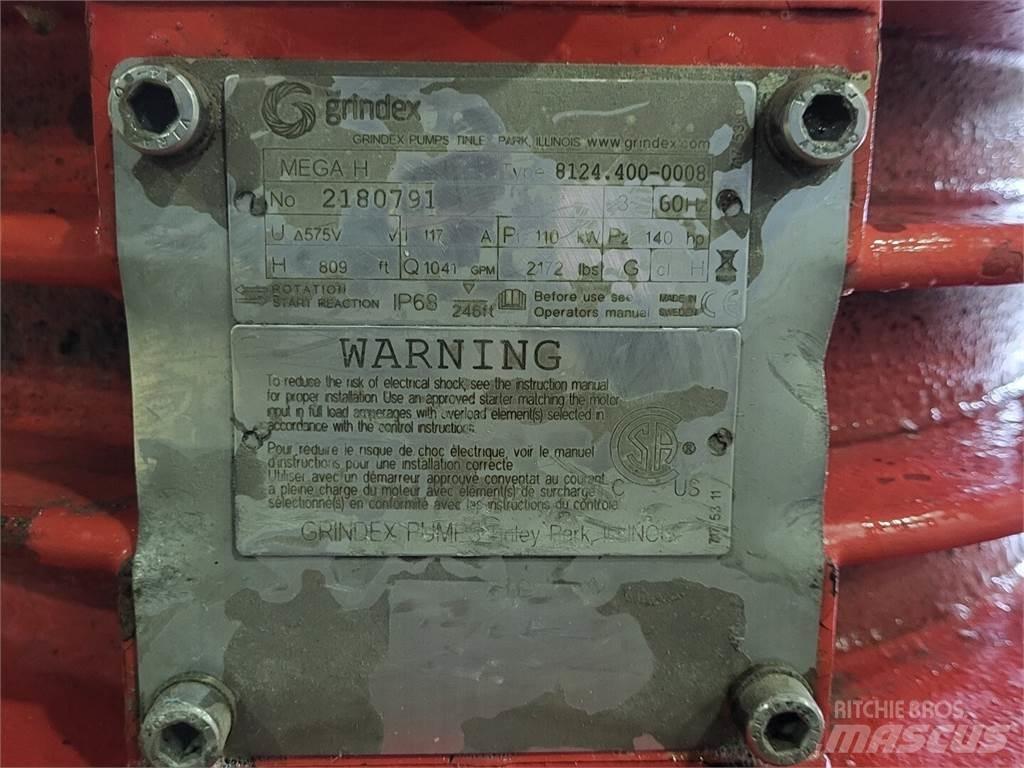 grindex
GRINDEX PUMPS TINLEY PARK, ILLINOIS www.grindex.com
MEGA H Type 8124.400-0008
No 2180791 3~ 60Hz
U Δ575V V I 117 A P1 110 kW P2 140 hp
H 809 ft Q 1041 GPM 2172 lbs G cl H
ROTATION
START REACTION IP68 246ft Before use see Operators manual MADE IN SWEDEN CE
WARNING
To reduce the risk of electrical shock, see the instruction manual
for proper installation. Use an approved starter matching the motor
input in full load amperages with overload element(s) selected in
accordance with the control instructions.
Pour réduire le risque de choc électrique, voir le manuel
d'instructions pour une installation correcte
Utiliser avec un démarreur approuvé conventat au courant
à pleine charge du moteur avec élément(s) de surcharge
sélectionné(s) en conformité avec las instructions du contrôle
SA
®
C US
GRINDEX PUMPS Tinley Park, ILLINOIS
RITCHIE BROS.
MASCUS